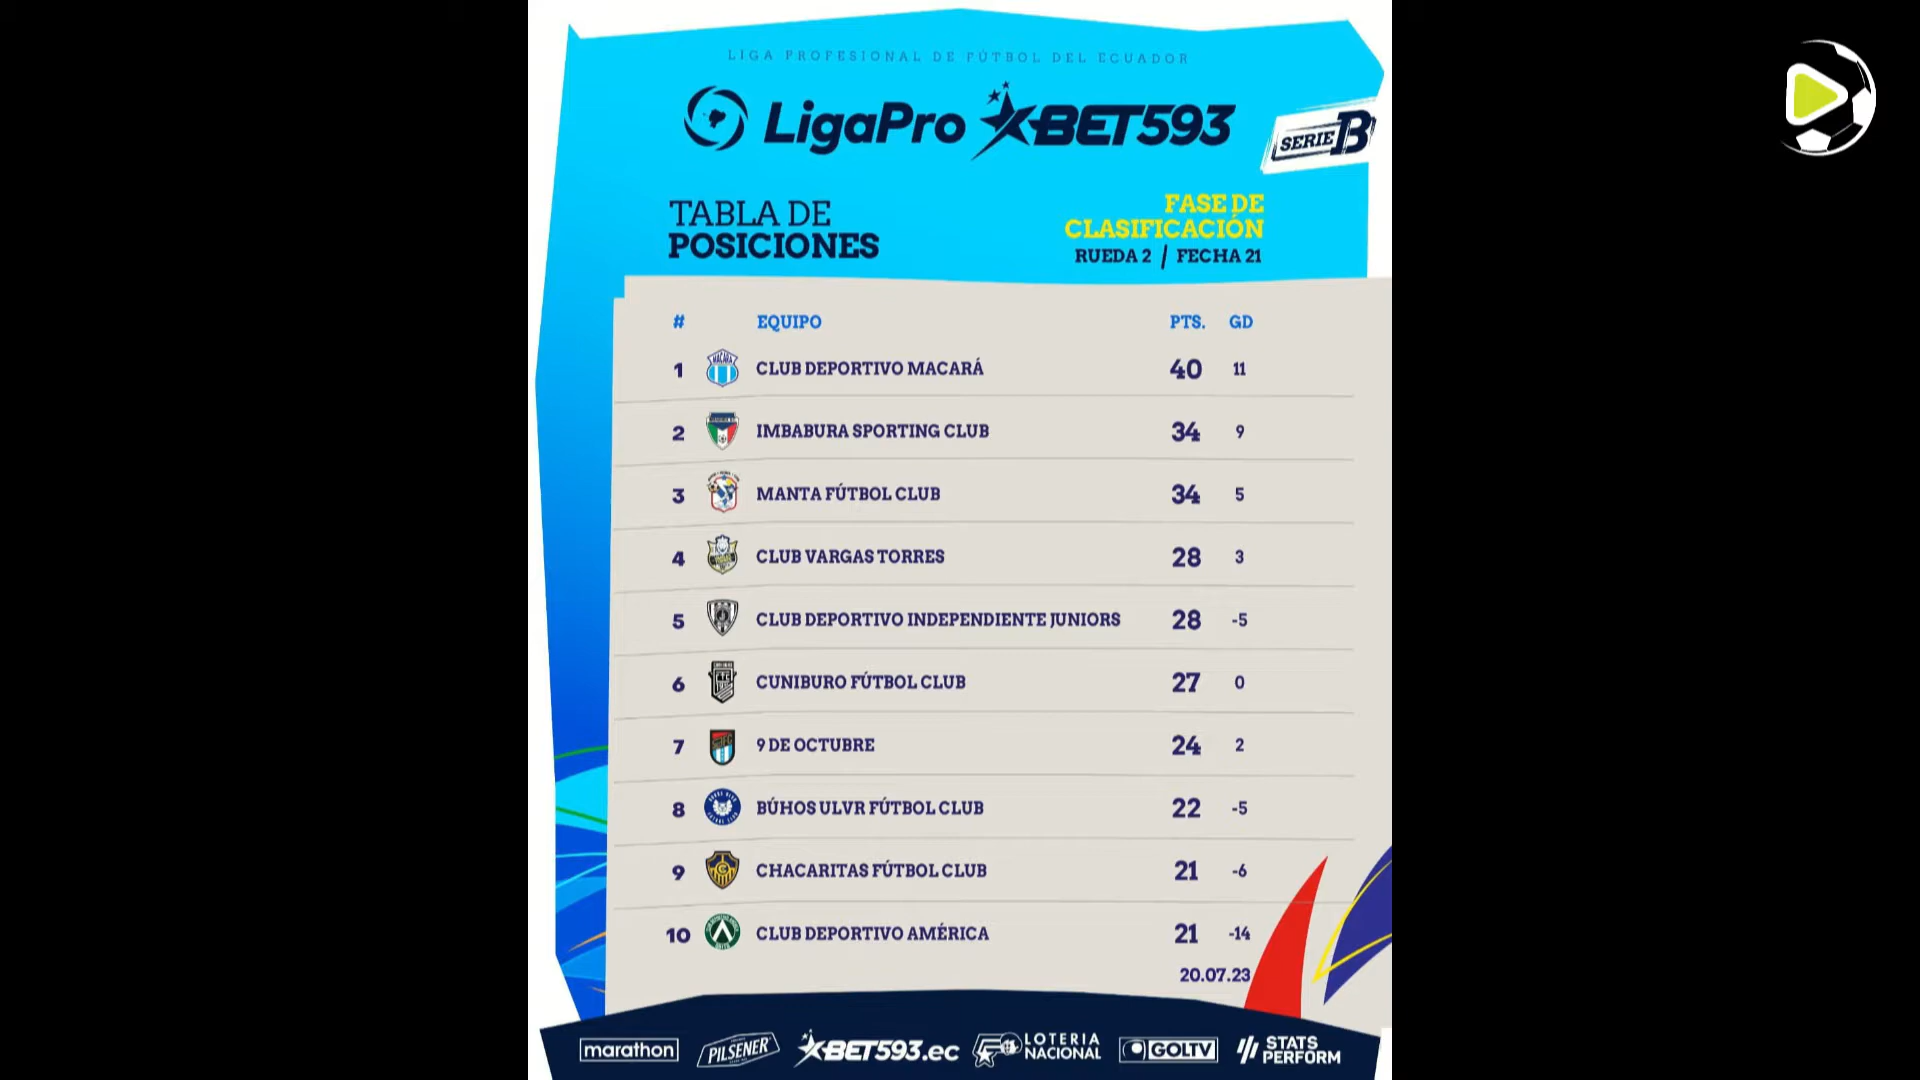 LIGA PROFESIONAL DE FÚTBOL DEL ECUADOR
LigaPro BET593
SERIE B
TABLA DE
POSICIONES
FASE DE
CLASIFICACIÓN
RUEDA 2 / FECHA 21
# EQUIPO PTS. GD
1 CLUB DEPORTIVO MACARÁ 40 11
2 IMBABURA SPORTING CLUB 34 9
3 MANTA FÚTBOL CLUB 34 5
4 CLUB VARGAS TORRES 28 3
5 CLUB DEPORTIVO INDEPENDIENTE JUNIORS 28 -5
6 CUNIBURO FÚTBOL CLUB 27 0
7 9 DE OCTUBRE 24 2
8 BÚHOS ULVR FÚTBOL CLUB 22 -5
9 CHACARITAS FÚTBOL CLUB 21 -6
10 CLUB DEPORTIVO AMÉRICA 21 -14
20.07.23
marathon PILSENER BET593.ec LOTERIA NACIONAL GOLTV STATS PERFORM